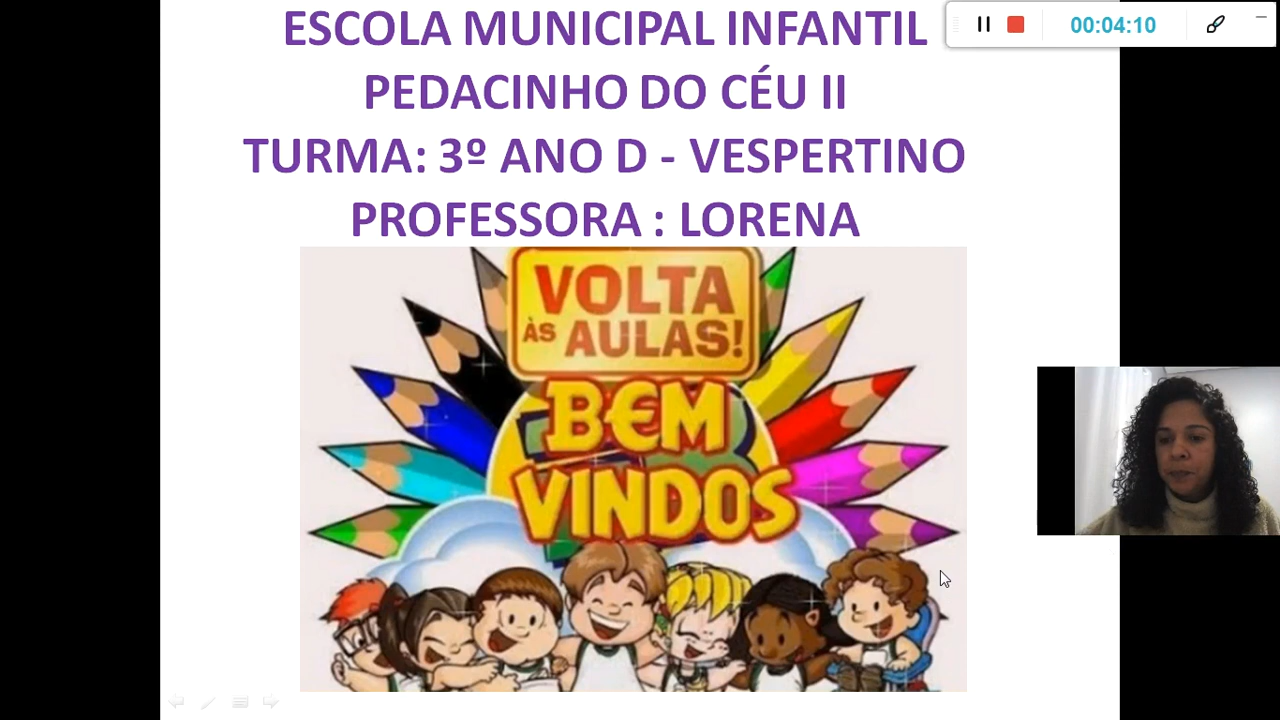 ESCOLA MUNICIPAL INFANTIL
PEDACINHO DO CÉU II
TURMA: 3º ANO D - VESPERTINO
PROFESSORA : LORENA
00:04:10
VOLTA
ÀS AULAS!
BEM
VINDOS